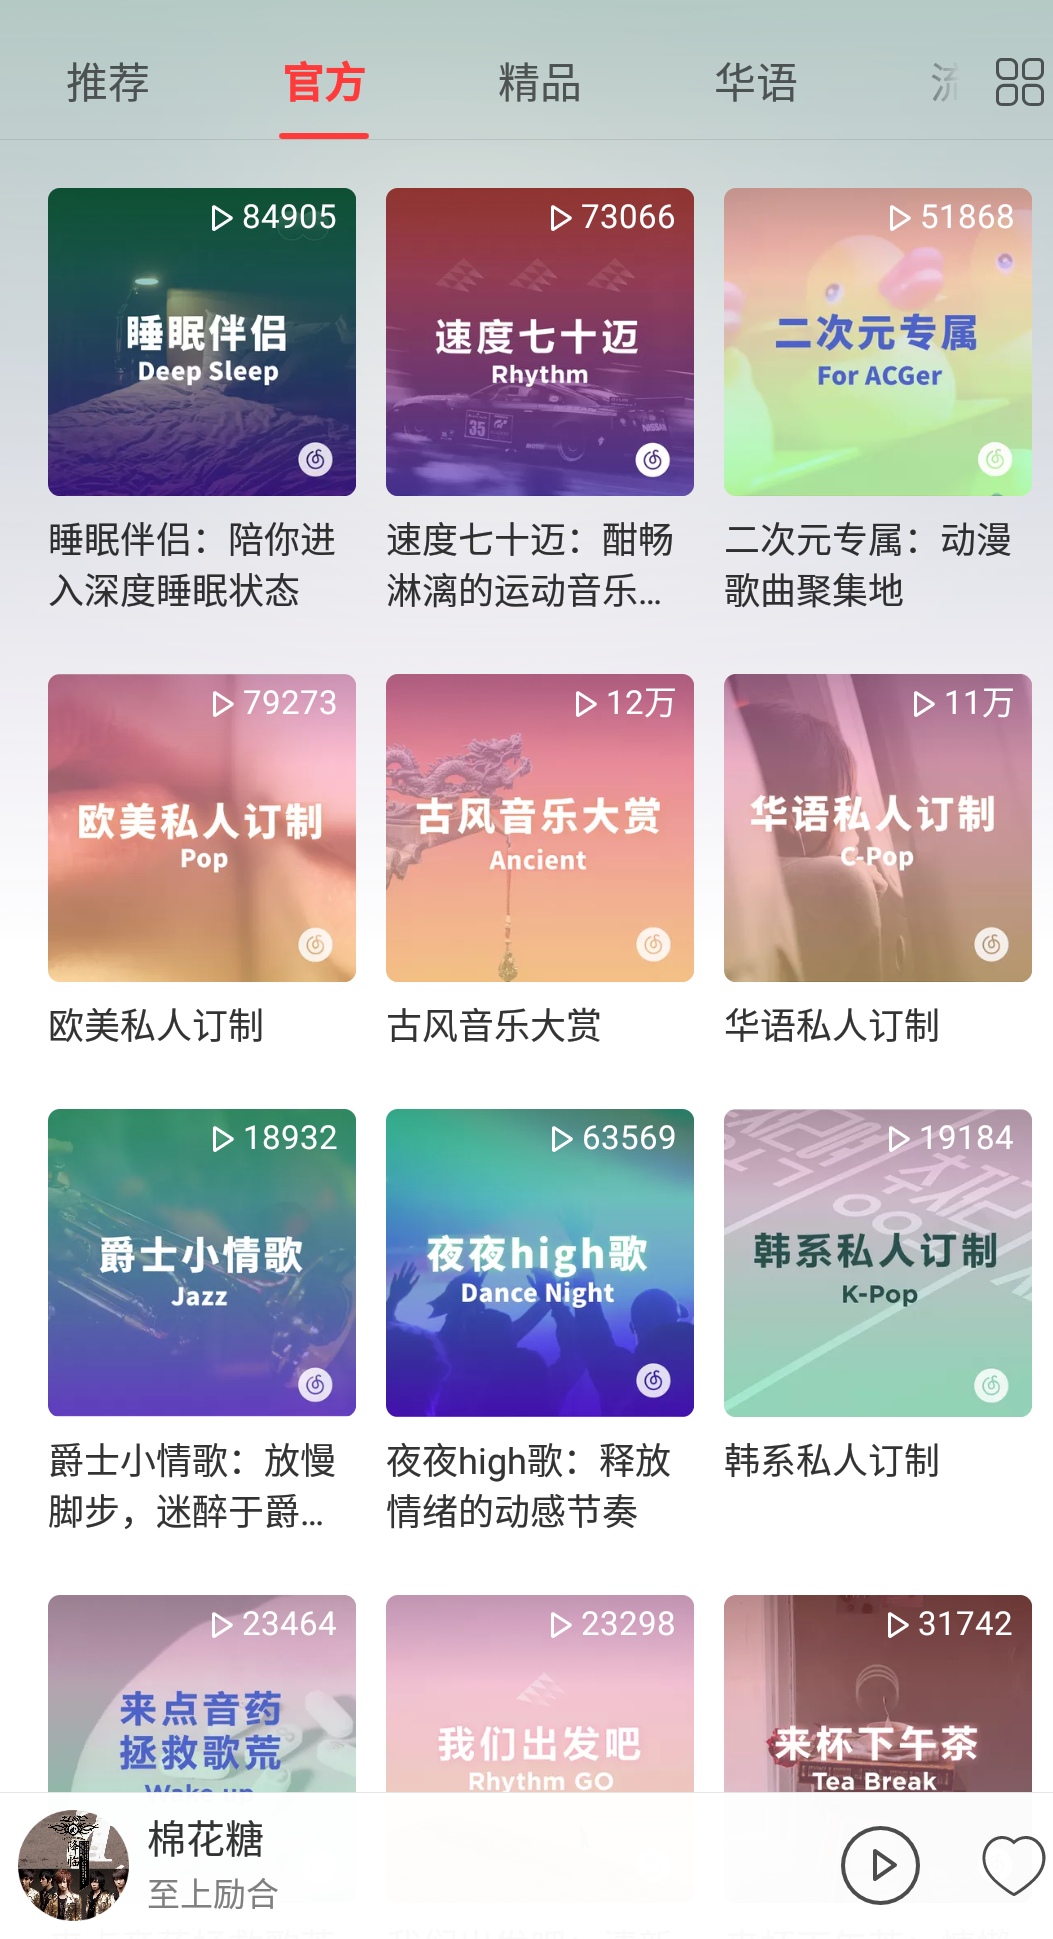 推荐
官方
精品
华语
流
84905
73066
51868
睡眠伴侣
Deep Sleep
速度七十迈
Rhythm
35
NISSAN
二次元专属
For ACGer
睡眠伴侣：陪你进
入深度睡眠状态
速度七十迈：酣畅
淋漓的运动音乐...
二次元专属：动漫
歌曲聚集地
79273
12万
11万
欧美私人订制
Pop
古风音乐大赏
Ancient
华语私人订制
C-Pop
欧美私人订制
古风音乐大赏
华语私人订制
18932
63569
19184
爵士小情歌
Jazz
夜夜high歌
Dance Night
韩系私人订制
K-Pop
爵士小情歌：放慢
脚步，迷醉于爵...
夜夜high歌：释放
情绪的动感节奏
韩系私人订制
23464
23298
31742
来点音药
拯救歌荒
Wake up
我们出发吧
Rhythm GO
来杯下午茶
Tea Break
棉花糖
至上励合